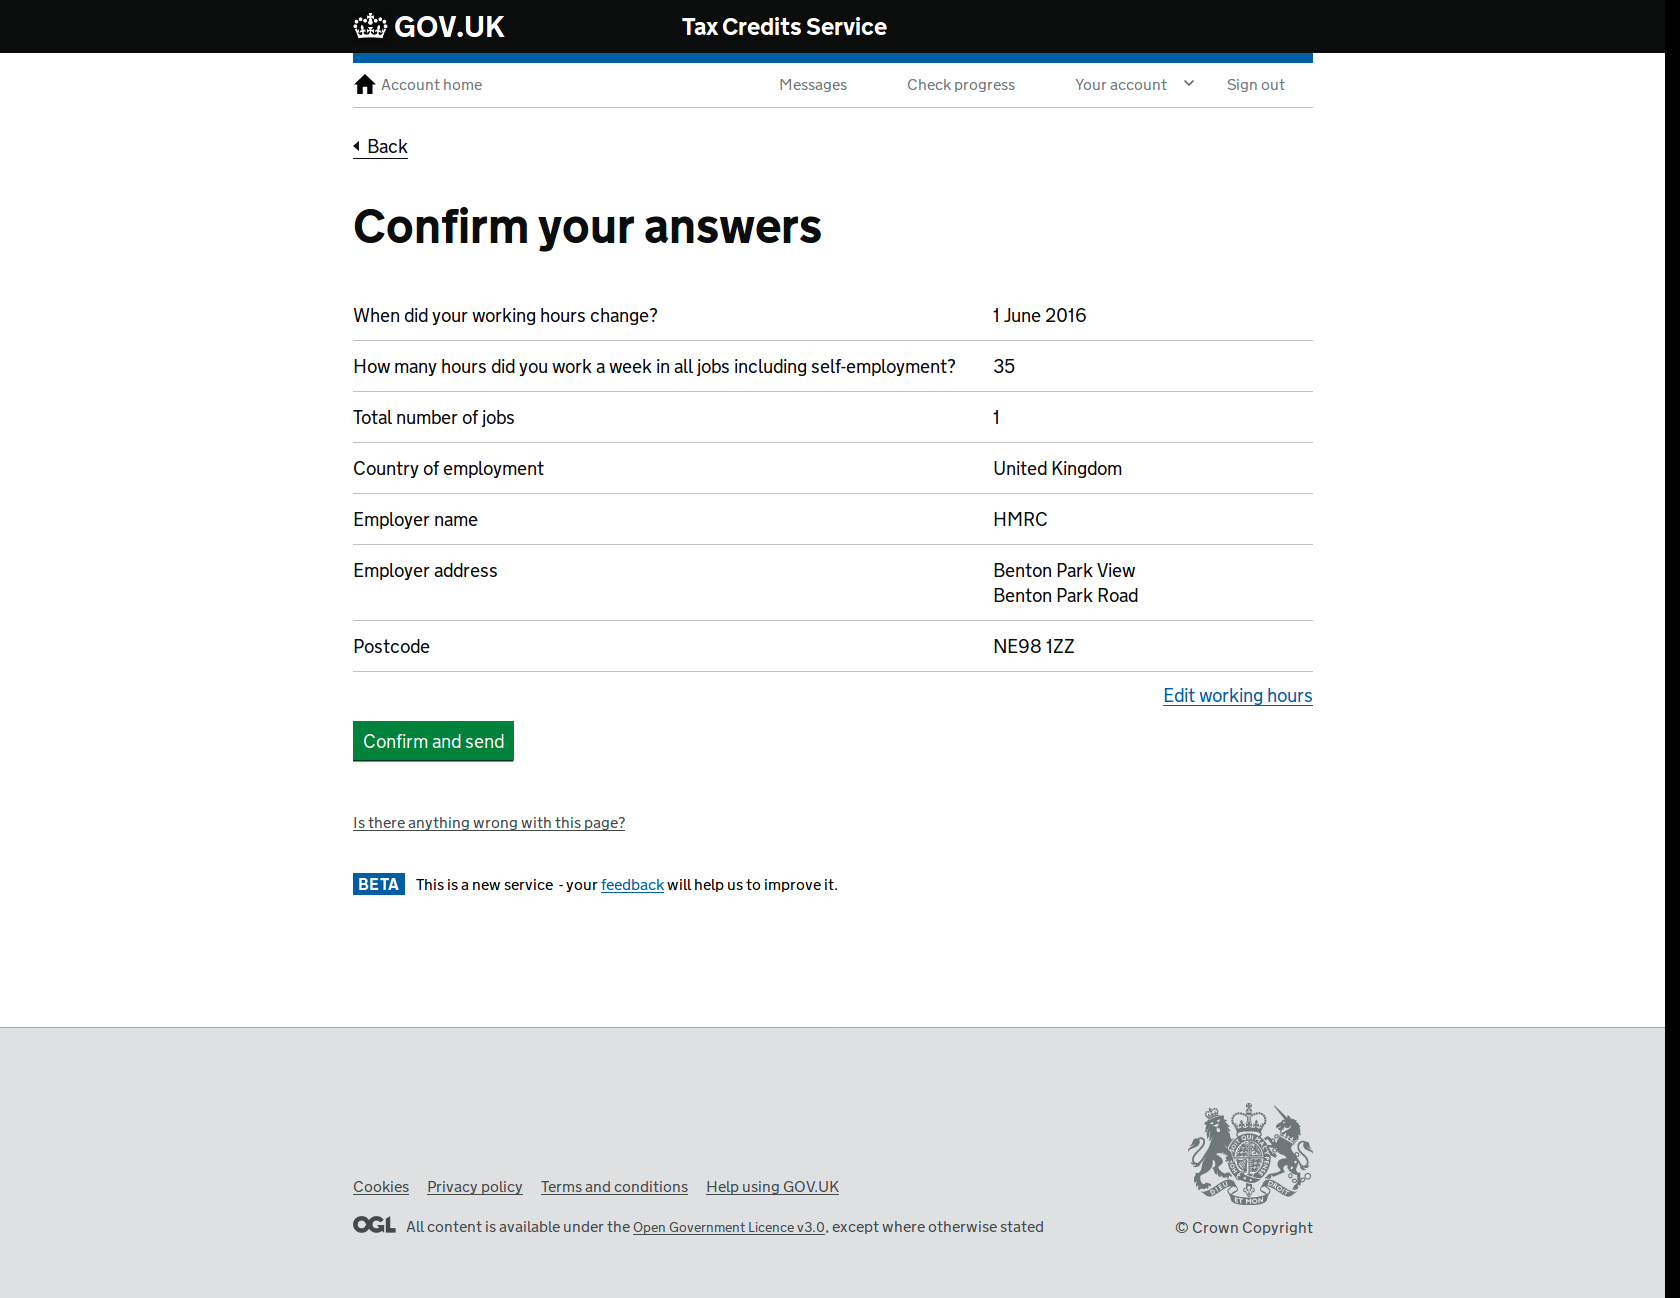 GOV.UK
Tax Credits Service
Account home
Messages
Check progress
Your account
Sign out
Back
Confirm your answers
When did your working hours change? 1 June 2016
How many hours did you work a week in all jobs including self-employment? 35
Total number of jobs 1
Country of employment United Kingdom
Employer name HMRC
Employer address Benton Park View
Benton Park Road
Postcode NE98 1ZZ
Edit working hours
Confirm and send
Is there anything wrong with this page?
BETA This is a new service - your feedback will help us to improve it.
Cookies Privacy policy Terms and conditions Help using GOV.UK
OGL All content is available under the Open Government Licence v3.0, except where otherwise stated
© Crown Copyright